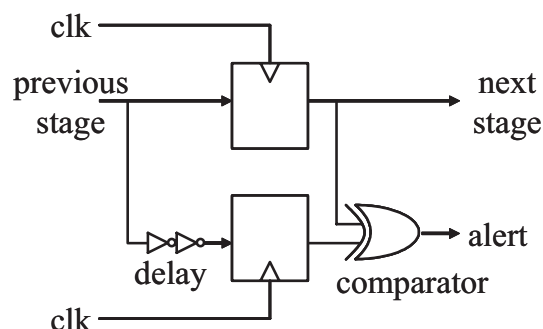 clk
previous
stage
next
stage
alert
delay
comparator
clk